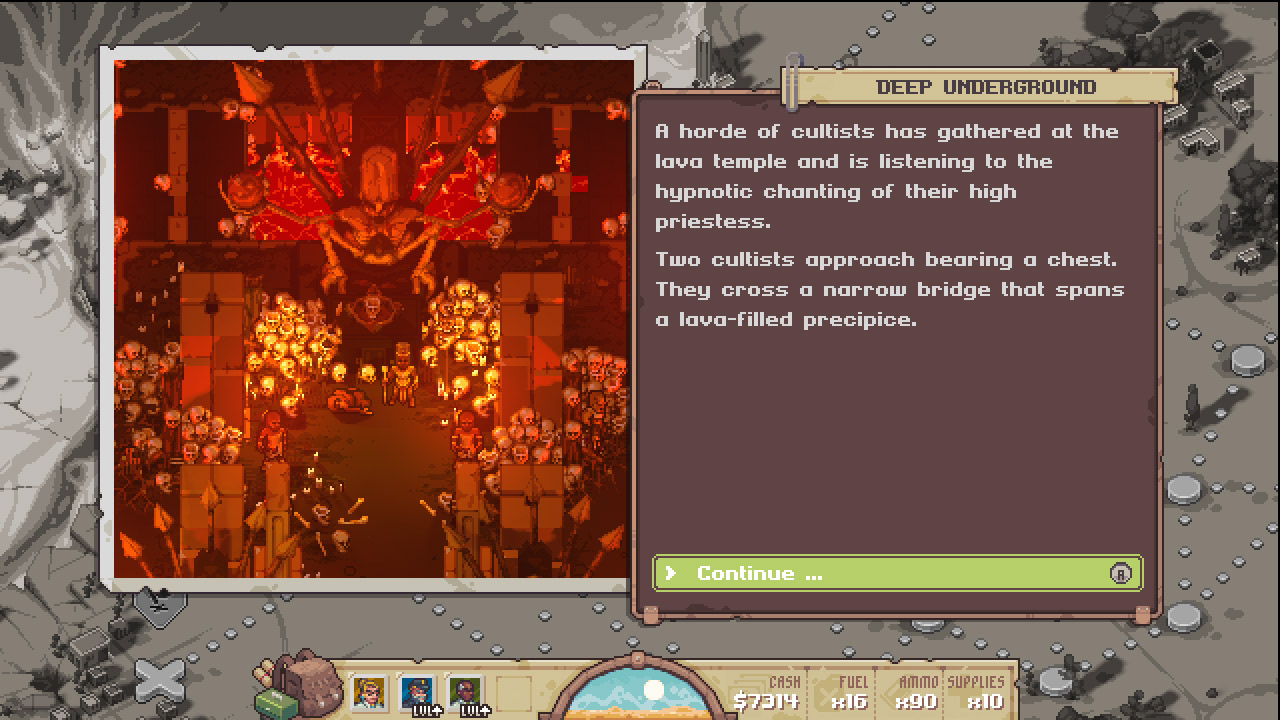 DEEP UNDERGROUND
A horde of cultists has gathered at the
lava temple and is listening to the
hypnotic chanting of their high
priestess.
Two cultists approach bearing a chest.
They cross a narrow bridge that spans
a lava-filled precipice.
Continue ...
A
LVL
LVL
CASH
$7314
FUEL
x16
AMMO
x90
SUPPLIES
x10